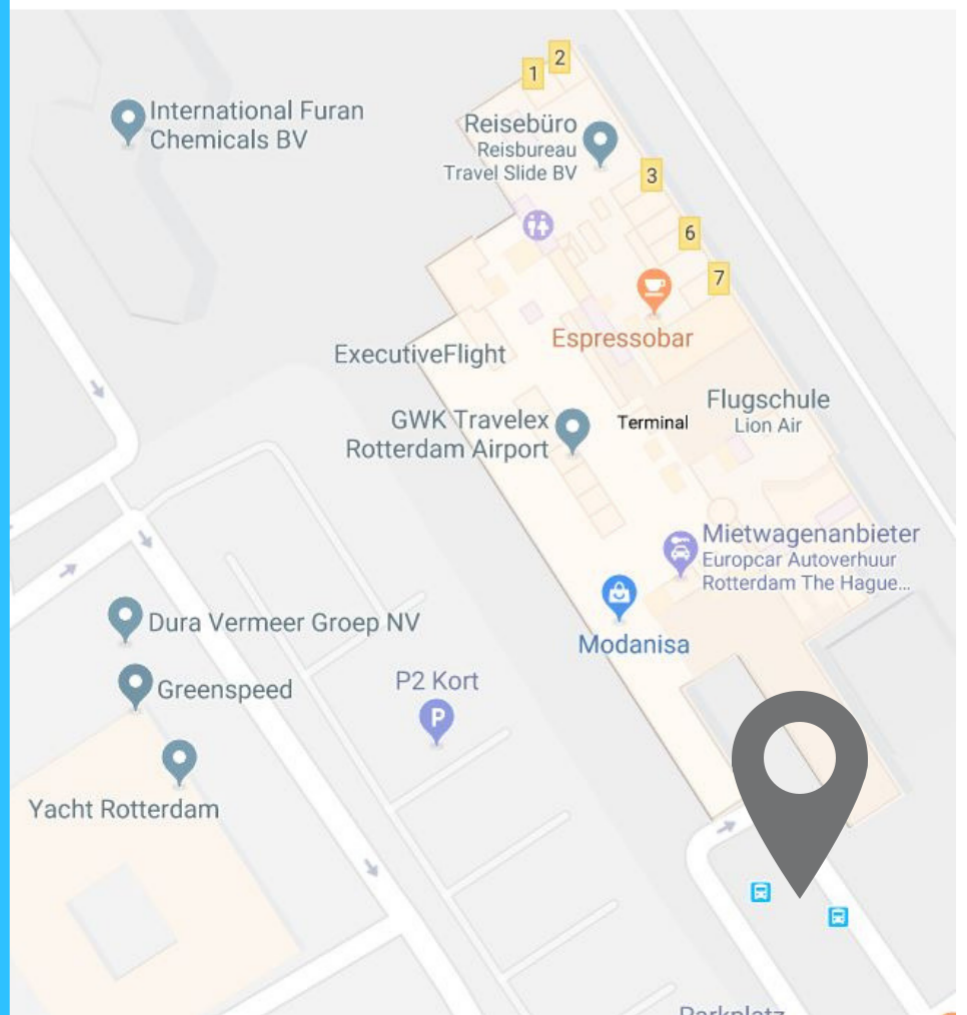 1
2
International Furan
Chemicals BV
Reisebüro
Reisbureau
Travel Slide BV
3
6
7
Espressobar
ExecutiveFlight
GWK Travelex
Rotterdam Airport
Terminal
Flugschule
Lion Air
Mietwagenanbieter
Europcar Autoverhuur
Rotterdam The Hague...
Modanisa
Dura Vermeer Groep NV
P2 Kort
P
Greenspeed
Yacht Rotterdam
Parkplatz